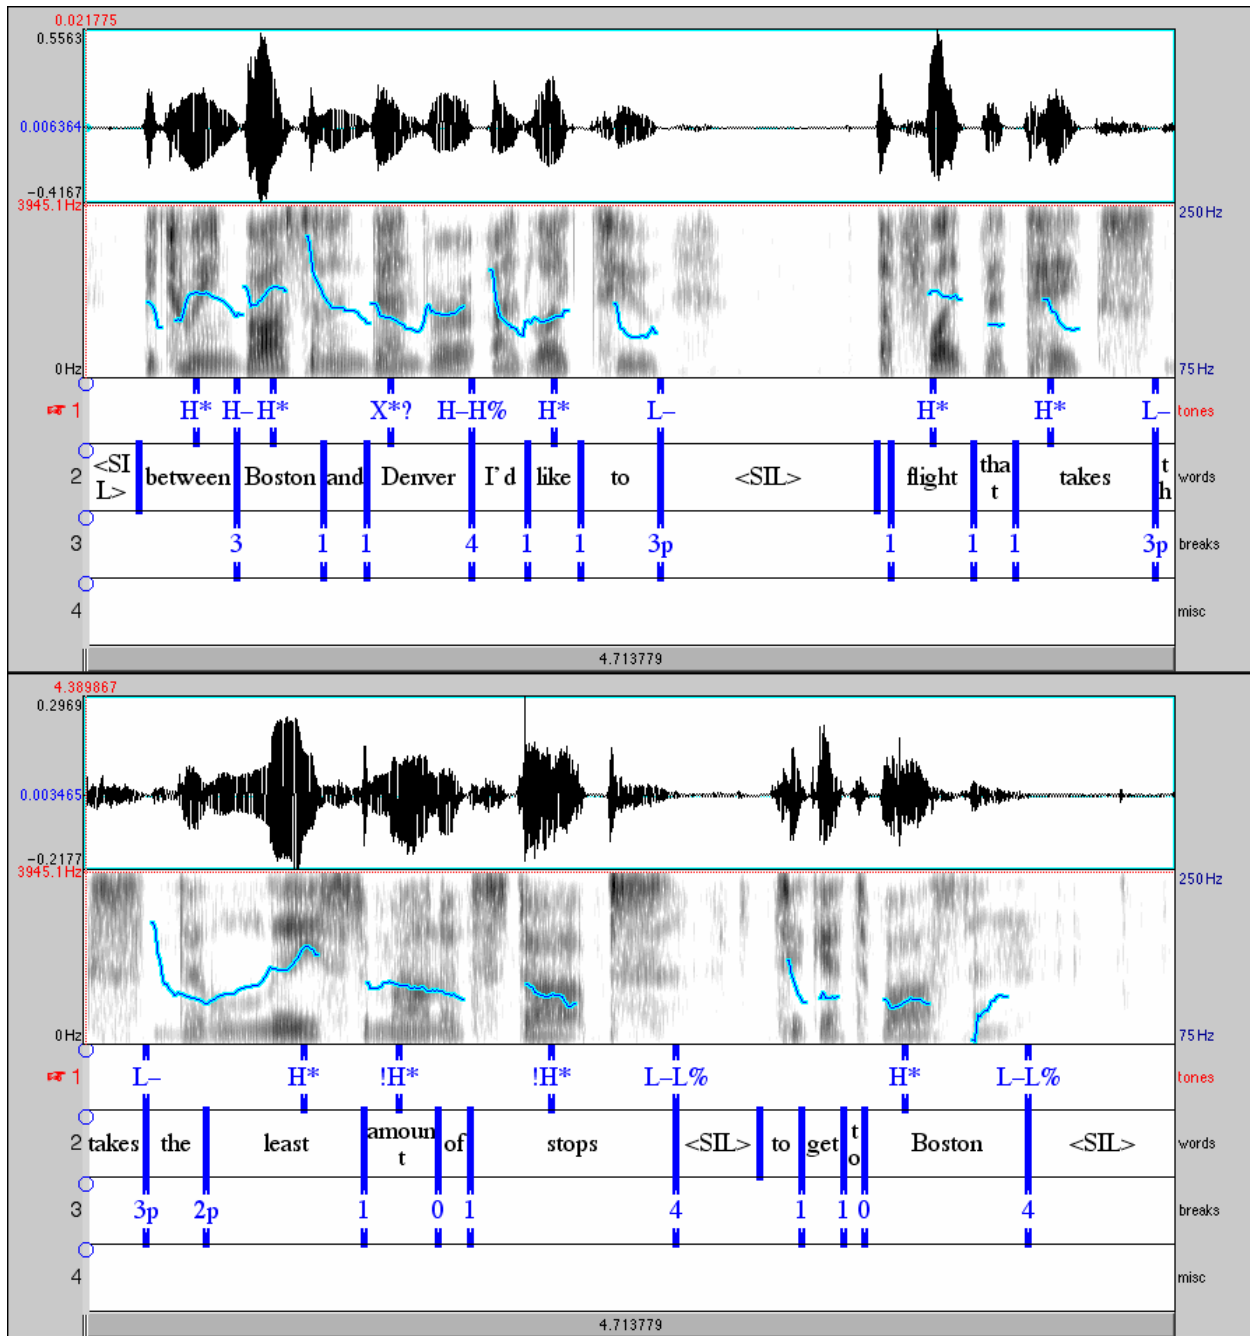 0.021775
0.5563
0.006364
-0.4167
3945.1Hz
250Hz
0Hz
75Hz
1 H* H- H* X*? H-H% H* L- H* H* L- tones
2 <SIL> between Boston and Denver I'd like to <SIL> flight that takes th words
3 3 1 1 4 1 1 3p 1 1 1 3p breaks
4 misc
4.713779
4.389867
0.2969
0.003465
-0.2177
3945.1Hz
250Hz
0Hz
75Hz
1 L- H* !H* !H* L-L% H* L-L% tones
2 takes the least amount of stops <SIL> to get to Boston <SIL> words
3 3p 2p 1 0 1 4 1 1 0 4 breaks
4 misc
4.713779